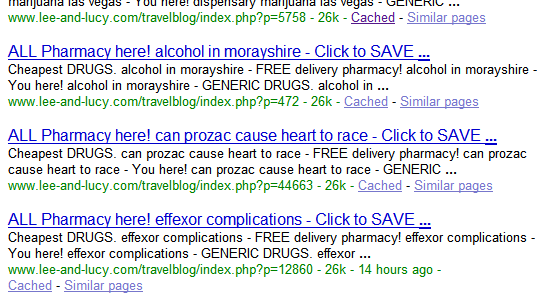 marijuana las vegas - You here! dispensary marijuana las vegas - GENERIC ...
www.lee-and-lucy.com/travelblog/index.php?p=5758 - 26k - Cached - Similar pages
ALL Pharmacy here! alcohol in morayshire - Click to SAVE ...
Cheapest DRUGS. alcohol in morayshire - FREE delivery pharmacy! alcohol in morayshire -
You here! alcohol in morayshire - GENERIC DRUGS. alcohol in ...
www.lee-and-lucy.com/travelblog/index.php?p=472 - 26k - Cached - Similar pages
ALL Pharmacy here! can prozac cause heart to race - Click to SAVE ...
Cheapest DRUGS. can prozac cause heart to race - FREE delivery pharmacy! can prozac
cause heart to race - You here! can prozac cause heart to race - GENERIC ...
www.lee-and-lucy.com/travelblog/index.php?p=44663 - 26k - Cached - Similar pages
ALL Pharmacy here! effexor complications - Click to SAVE ...
Cheapest DRUGS. effexor complications - FREE delivery pharmacy! effexor complications -
You here! effexor complications - GENERIC DRUGS. effexor ...
www.lee-and-lucy.com/travelblog/index.php?p=12860 - 26k - 14 hours ago -
Cached - Similar pages